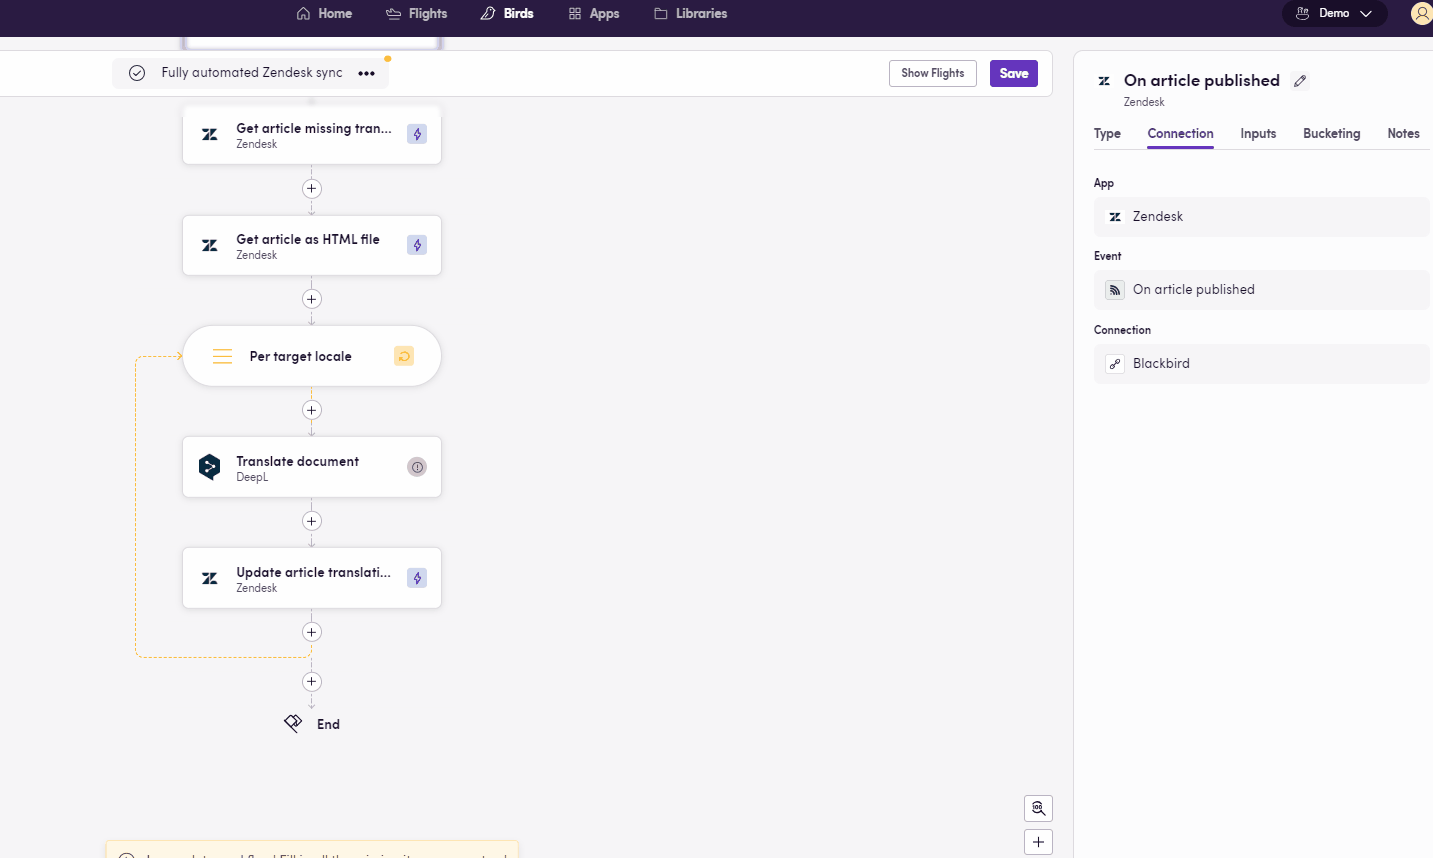 Home
Flights
Birds
Apps
Libraries
Demo
Fully automated Zendesk sync
Show Flights
Save
Get article missing tran...
Zendesk
Get article as HTML file
Zendesk
Per target locale
Translate document
DeepL
Update article translati...
Zendesk
End
On article published
Zendesk
Type
Connection
Inputs
Bucketing
Notes
App
Zendesk
Event
On article published
Connection
Blackbird